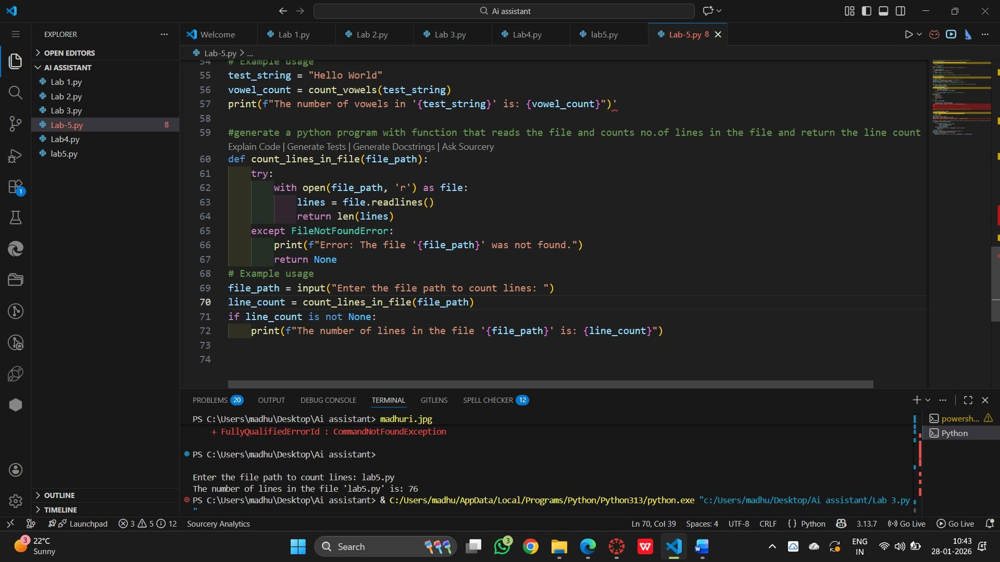 Ai assistant
EXPLORER
Welcome
Lab 1.py
Lab 2.py
Lab 3.py
Lab4.py
lab5.py
Lab-5.py 8
OPEN EDITORS
AI ASSISTANT
Lab 1.py
Lab 2.py
Lab 3.py
Lab-5.py 8
Lab4.py
lab5.py
OUTLINE
TIMELINE
Lab-5.py > ...
54 # Example usage
55 test_string = "Hello World"
56 vowel_count = count_vowels(test_string)
57 print(f"The number of vowels in '{test_string}' is: {vowel_count}")'
58
59 #generate a python program with function that reads the file and counts no.of lines in the file and return the line count
Explain Code | Generate Tests | Generate Docstrings | Ask Sourcery
60 def count_lines_in_file(file_path):
61     try:
62         with open(file_path, 'r') as file:
63             lines = file.readlines()
64             return len(lines)
65     except FileNotFoundError:
66         print(f"Error: The file '{file_path}' was not found.")
67         return None
68 # Example usage
69 file_path = input("Enter the file path to count lines: ")
70 line_count = count_lines_in_file(file_path)
71 if line_count is not None:
72     print(f"The number of lines in the file '{file_path}' is: {line_count}")
73
74
PROBLEMS 20 OUTPUT DEBUG CONSOLE TERMINAL GITLENS SPELL CHECKER 12
PS C:\Users\madhu\Desktop\Ai assistant> madhuri.jpg
+ FullyQualifiedErrorId : CommandNotFoundException
PS C:\Users\madhu\Desktop\Ai assistant>
Enter the file path to count lines: lab5.py
The number of lines in the file 'lab5.py' is: 76
PS C:\Users\madhu\Desktop\Ai assistant> & C:/Users/madhu/AppData/Local/Programs/Python/Python313/python.exe "c:/Users/madhu/Desktop/Ai assistant/Lab 3.py
"
powersh...
Python
1
Launchpad 3 5 12 Sourcery Analytics
Ln 70, Col 39 Spaces: 4 UTF-8 CRLF {} Python 3.13.7 Go Live Go Live
3
22°C
Sunny
Search
3
ENG
IN
10:43
28-01-2026